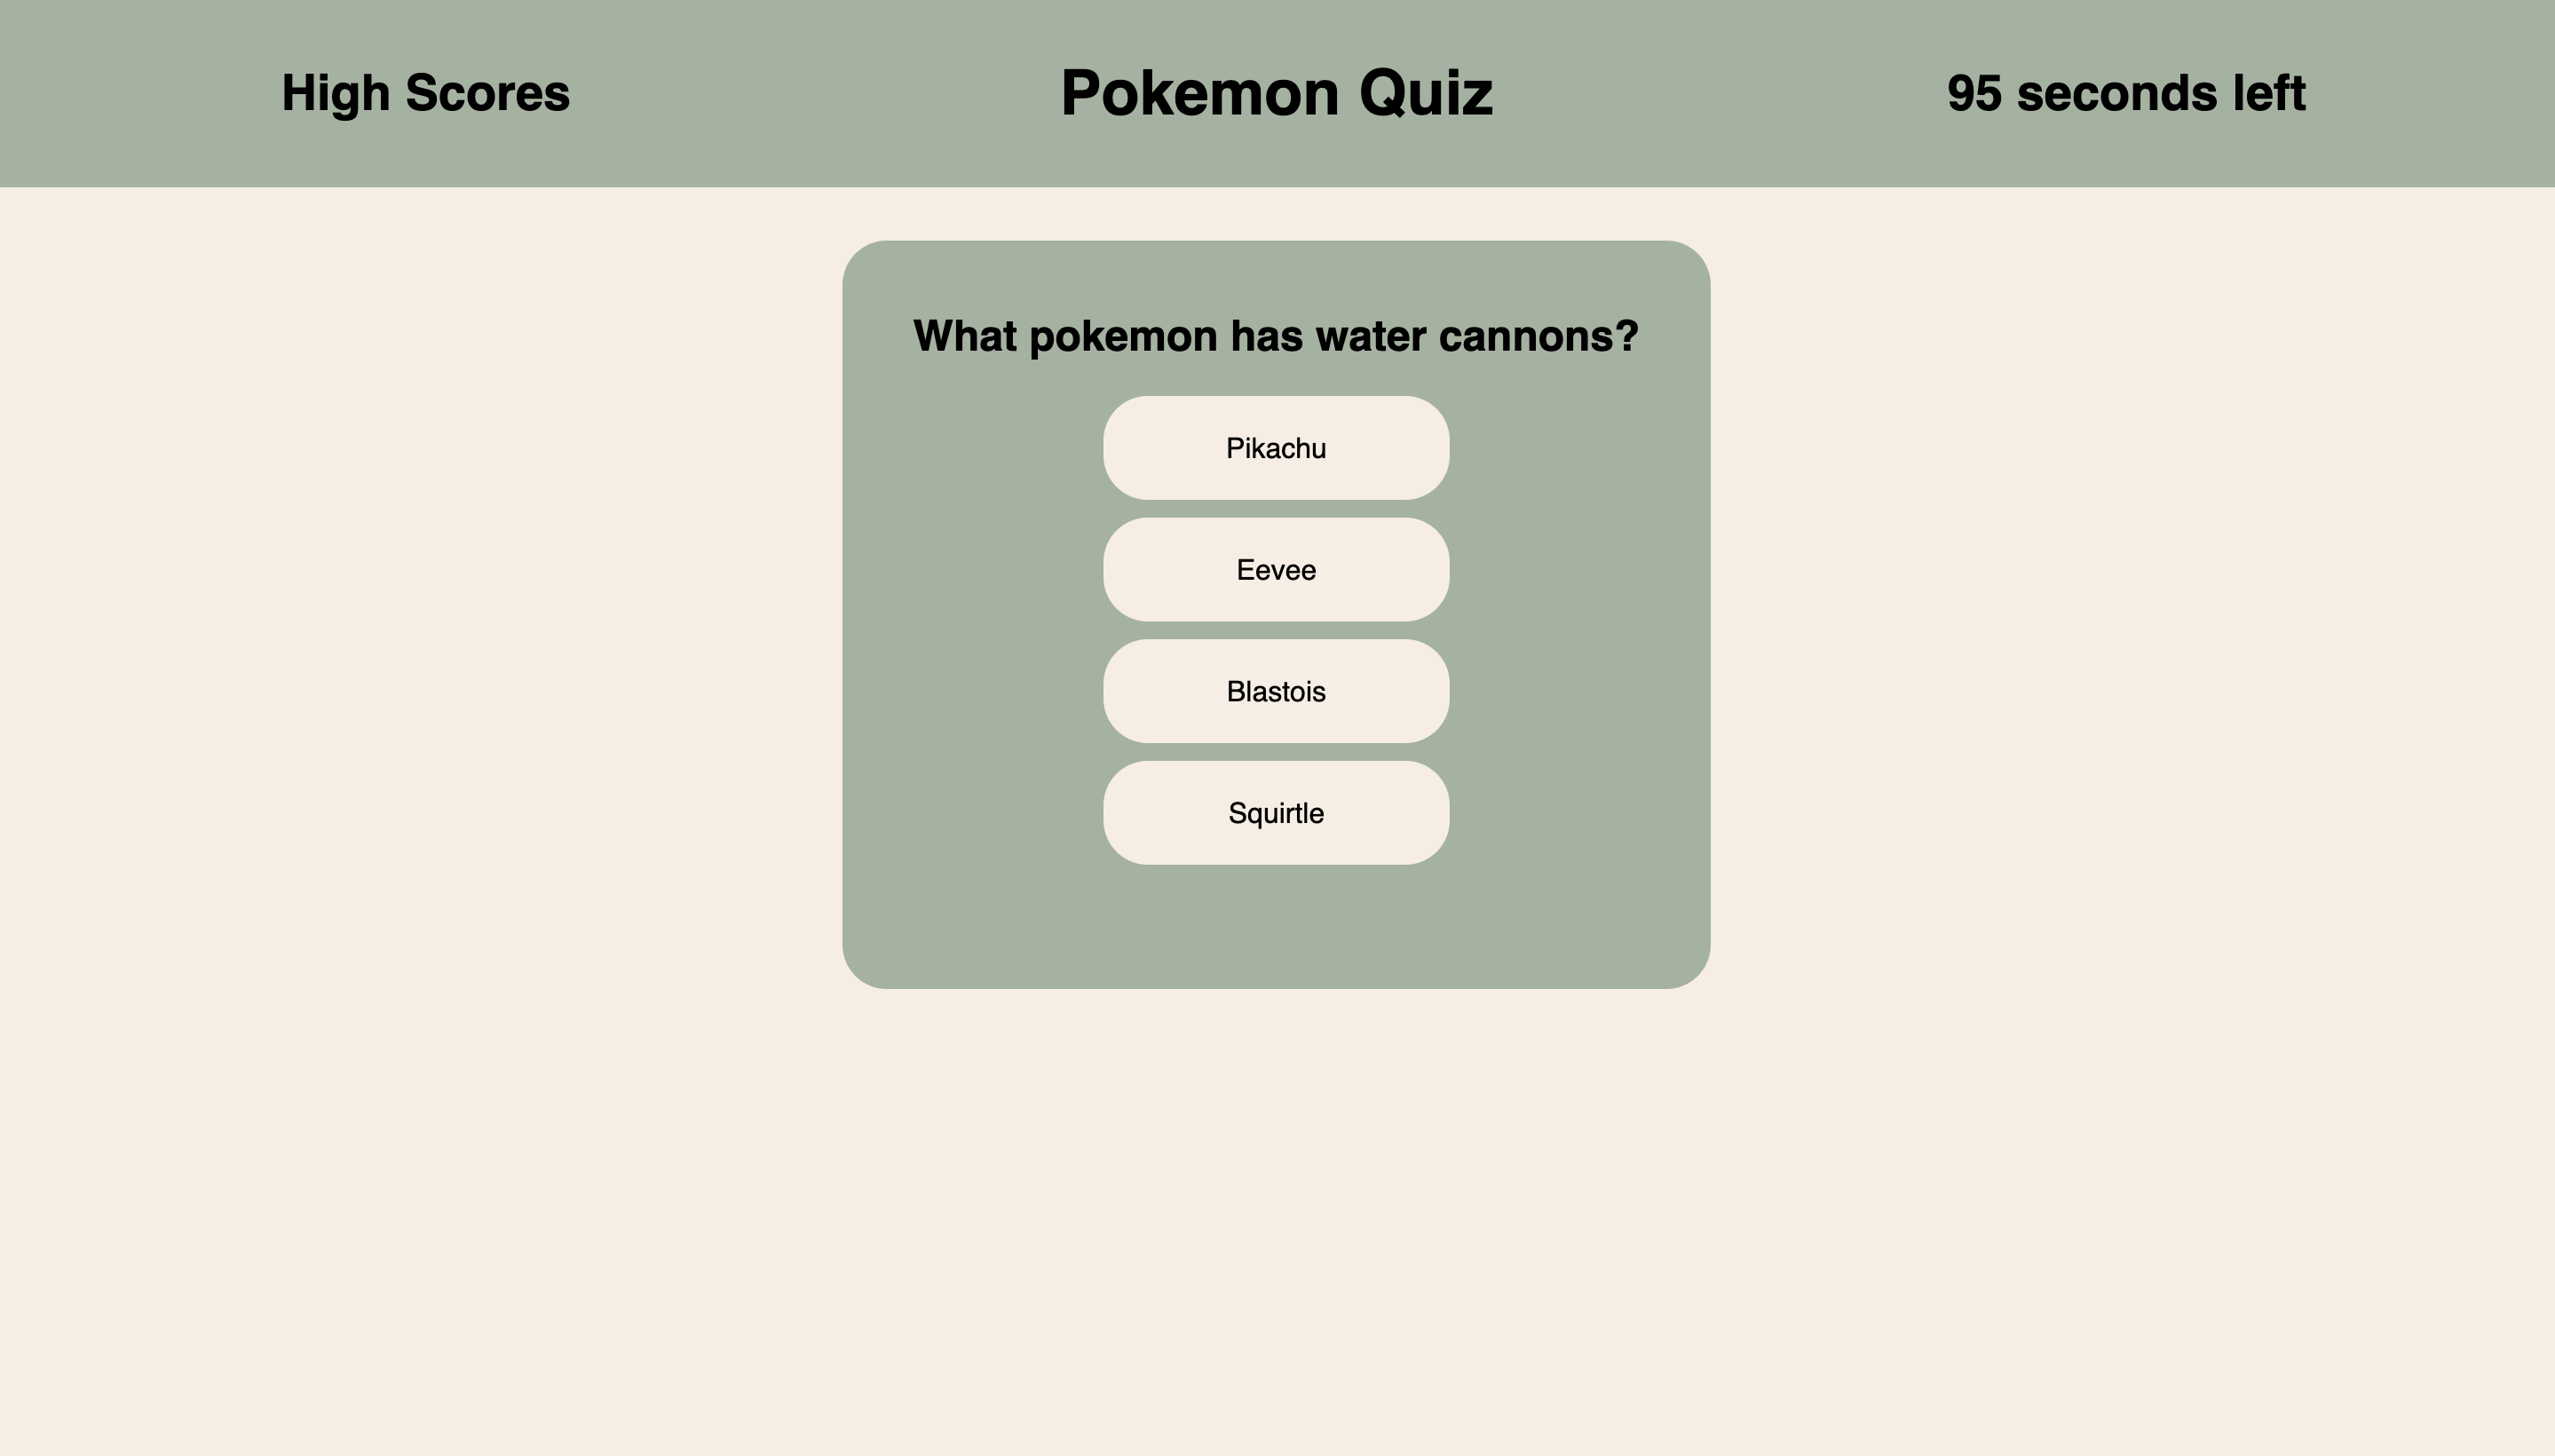 High Scores
Pokemon Quiz
95 seconds left
What pokemon has water cannons?
Pikachu
Eevee
Blastois
Squirtle